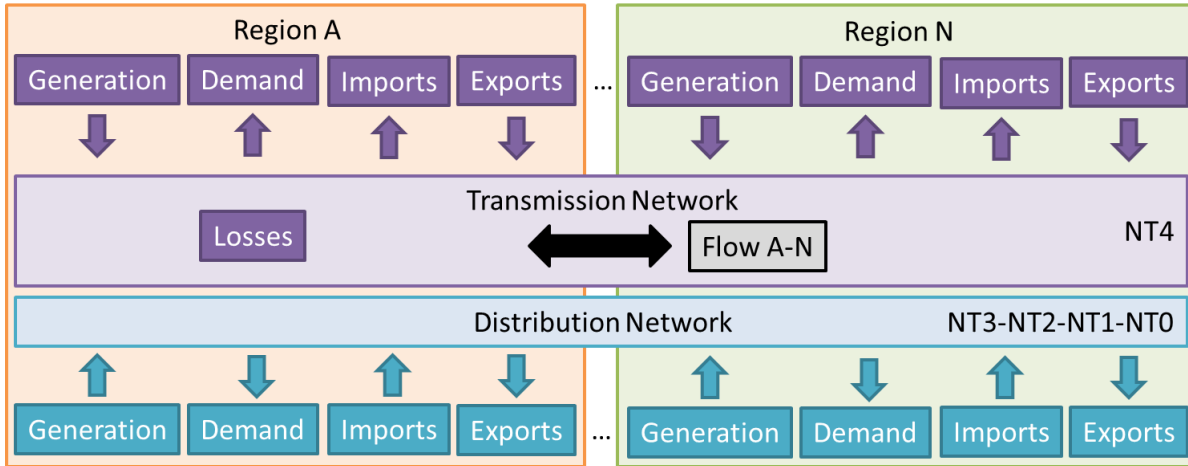 Region A
Region N
Generation Demand Imports Exports ... Generation Demand Imports Exports
Transmission Network
Losses
Flow A-N
NT4
Distribution Network
NT3-NT2-NT1-NT0
Generation Demand Imports Exports ... Generation Demand Imports Exports